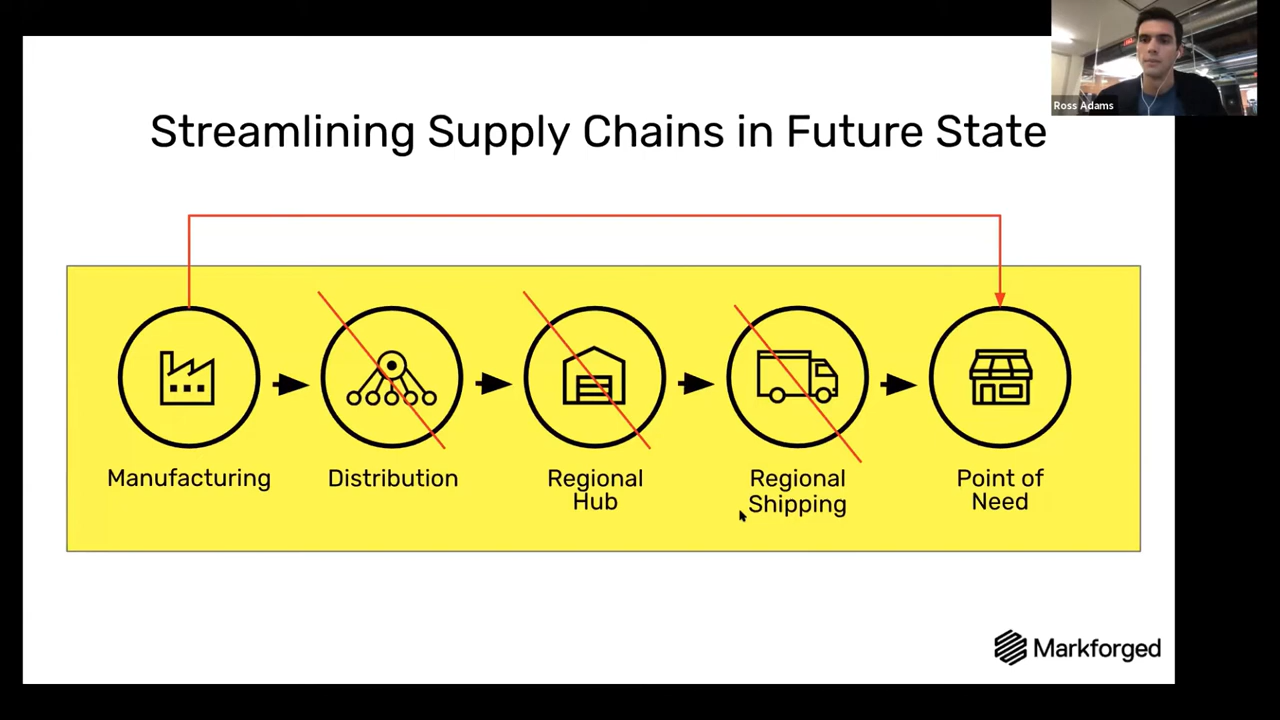 Ross Adams
Streamlining Supply Chains in Future State
Manufacturing
Distribution
Regional
Hub
Regional
Shipping
Point of
Need
Markforged